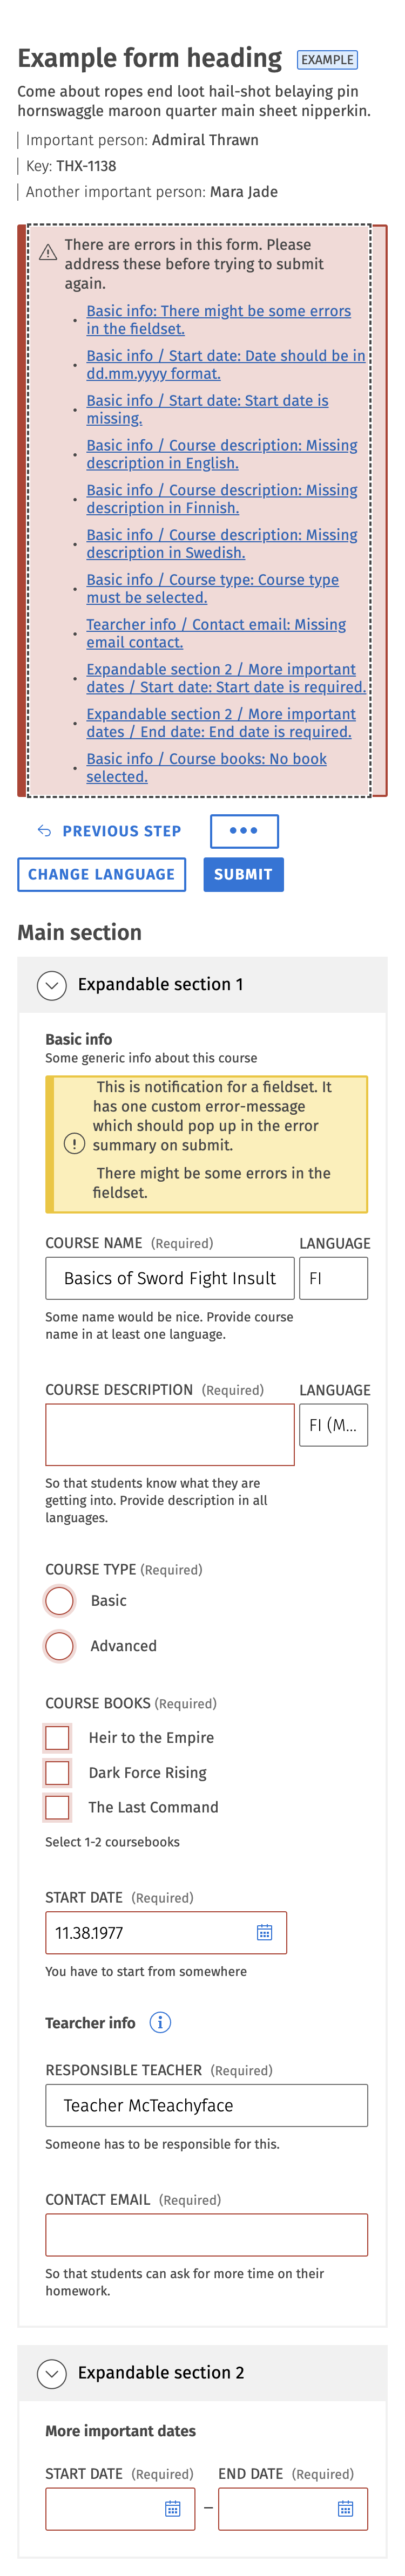 Example form heading EXAMPLE
Come about ropes end loot hail-shot belaying pin
hornswaggle maroon quarter main sheet nipperkin.
Important person: Admiral Thrawn
Key: THX-1138
Another important person: Mara Jade
There are errors in this form. Please
address these before trying to submit
again.
Basic info: There might be some errors
in the fieldset.
Basic info / Start date: Date should be in
dd.mm.yyyy format.
Basic info / Start date: Start date is
missing.
Basic info / Course description: Missing
description in English.
Basic info / Course description: Missing
description in Finnish.
Basic info / Course description: Missing
description in Swedish.
Basic info / Course type: Course type
must be selected.
Tearcher info / Contact email: Missing
email contact.
Expandable section 2 / More important
dates / Start date: Start date is required.
Expandable section 2 / More important
dates / End date: End date is required.
Basic info / Course books: No book
selected.
PREVIOUS STEP
CHANGE LANGUAGE SUBMIT
Main section
Expandable section 1
Basic info
Some generic info about this course
This is notification for a fieldset. It
has one custom error-message
which should pop up in the error
summary on submit.
There might be some errors in the
fieldset.
COURSE NAME (Required) LANGUAGE
Basics of Sword Fight Insult FI
Some name would be nice. Provide course
name in at least one language.
COURSE DESCRIPTION (Required) LANGUAGE
FI (M...
So that students know what they are
getting into. Provide description in all
languages.
COURSE TYPE (Required)
Basic
Advanced
COURSE BOOKS (Required)
Heir to the Empire
Dark Force Rising
The Last Command
Select 1-2 coursebooks
START DATE (Required)
11.38.1977
You have to start from somewhere
Tearcher info
RESPONSIBLE TEACHER (Required)
Teacher McTeachyface
Someone has to be responsible for this.
CONTACT EMAIL (Required)
So that students can ask for more time on their
homework.
Expandable section 2
More important dates
START DATE (Required) END DATE (Required)
–